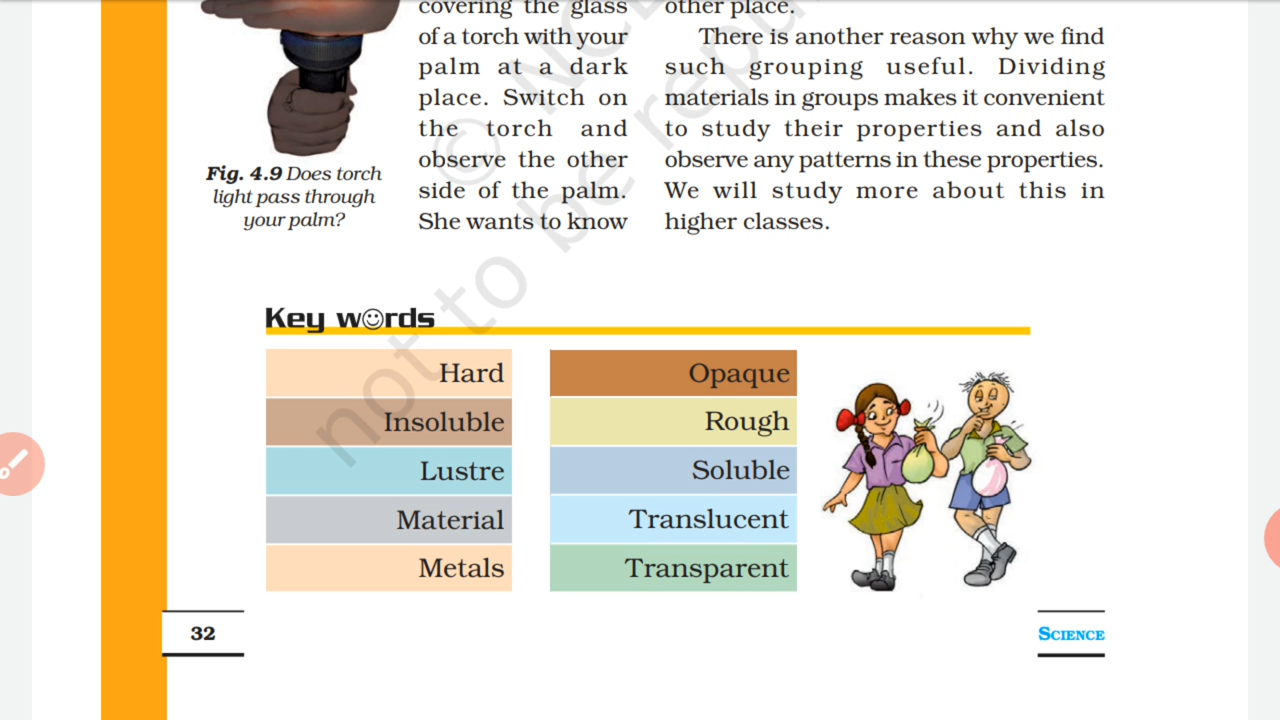 covering the glass
of a torch with your
palm at a dark
place. Switch on
the torch and
observe the other
side of the palm.
She wants to know
Fig. 4.9 Does torch
light pass through
your palm?
other place.
There is another reason why we find
such grouping useful. Dividing
materials in groups makes it convenient
to study their properties and also
observe any patterns in these properties.
We will study more about this in
higher classes.
Key words
Hard
Insoluble
Lustre
Material
Metals
Opaque
Rough
Soluble
Translucent
Transparent
32
SCIENCE
not to be
©